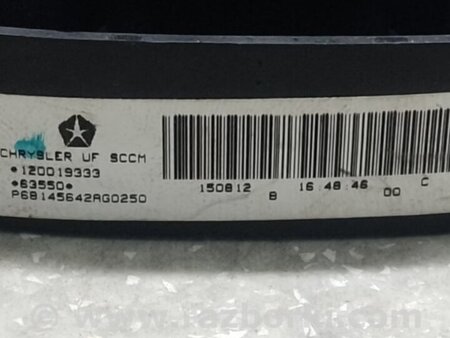 CHRYSLER UF SCCM
*120019333
*63550*
P68145642AG0250
150812 B 16:48:46 00 C
© www.razborka.com